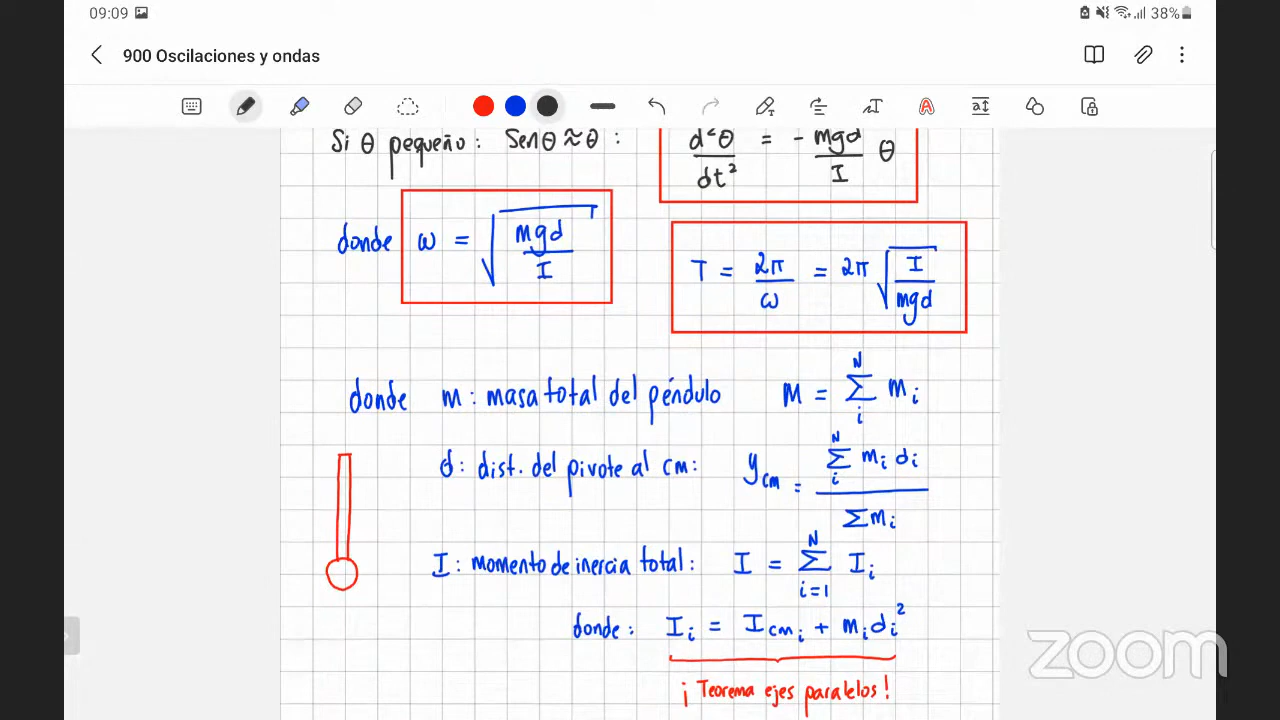 09:09
38%
900 Oscilaciones y ondas
Si θ pequeño: Senθ ≈ θ : d²θ/dt² = - mgd/I θ
donde ω = √(mgd/I)
T = 2π/ω = 2π √(I/mgd)
donde m: masa total del péndulo M = Σ_i^N m_i
d: dist. del pivote al cm: y_cm = Σ_i^N m_i d_i / Σ m_i
I: momento de inercia total: I = Σ_{i=1}^N I_i
donde: I_i = I_cm_i + m_i d_i²
¡ Teorema ejes paralelos !
zoom